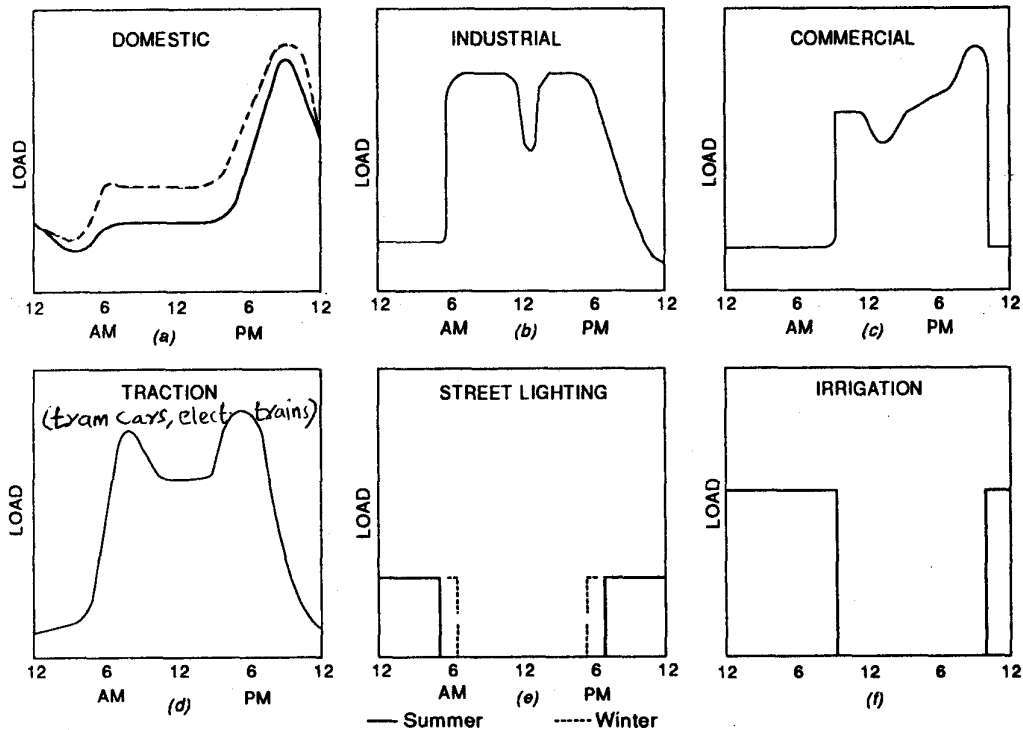 DOMESTIC
LOAD
12 6 12 6 12
AM (a) PM
INDUSTRIAL
LOAD
12 6 12 6 12
AM (b) PM
COMMERCIAL
LOAD
12 6 12 6 12
AM (c) PM
TRACTION
(tram cars, elect trains)
LOAD
12 6 12 6 12
AM (d) PM
STREET LIGHTING
LOAD
12 6 12 6 12
AM (e) PM
IRRIGATION
LOAD
12 6 12 6 12
(f)
Summer Winter